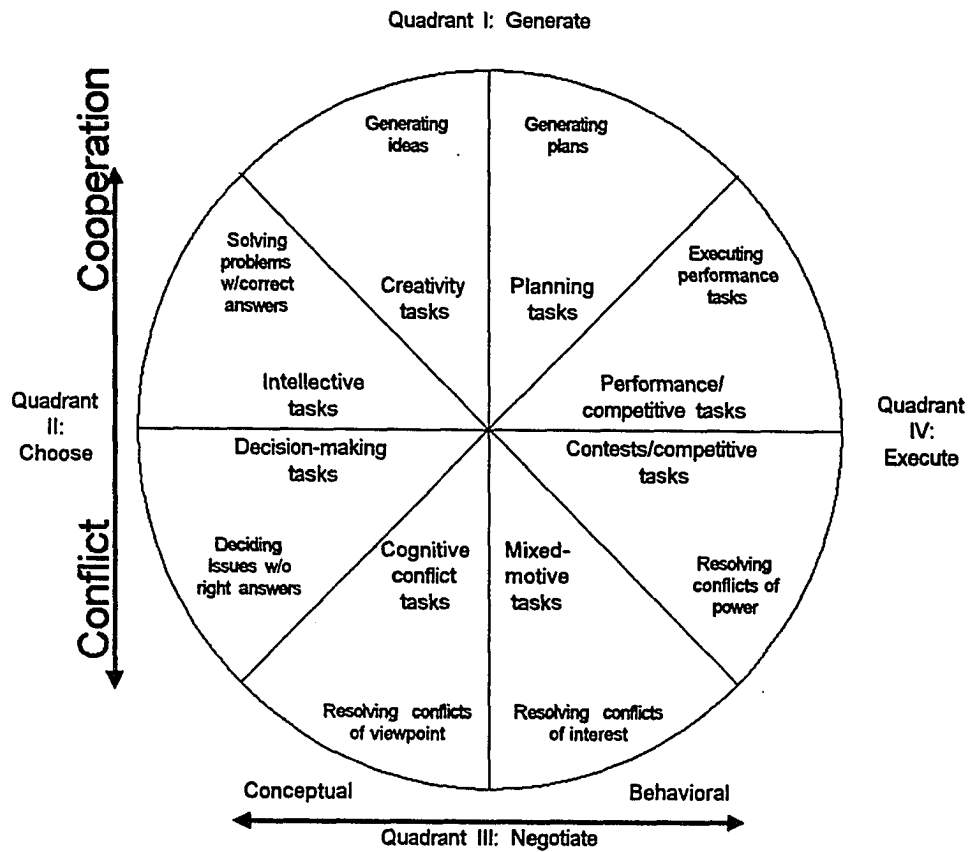 Quadrant I: Generate
Cooperation
Generating
ideas
Generating
plans
Solving
problems
w/correct
answers
Creativity
tasks
Planning
tasks
Executing
performance
tasks
Intellective
tasks
Performance/
competitive tasks
Quadrant
II:
Choose
Quadrant
IV:
Execute
Decision-making
tasks
Contests/competitive
tasks
Conflict
Deciding
Issues w/o
right answers
Cognitive
conflict
tasks
Mixed-
motive
tasks
Resolving
conflicts of
power
Resolving conflicts
of viewpoint
Resolving conflicts
of interest
Conceptual
Behavioral
Quadrant III: Negotiate